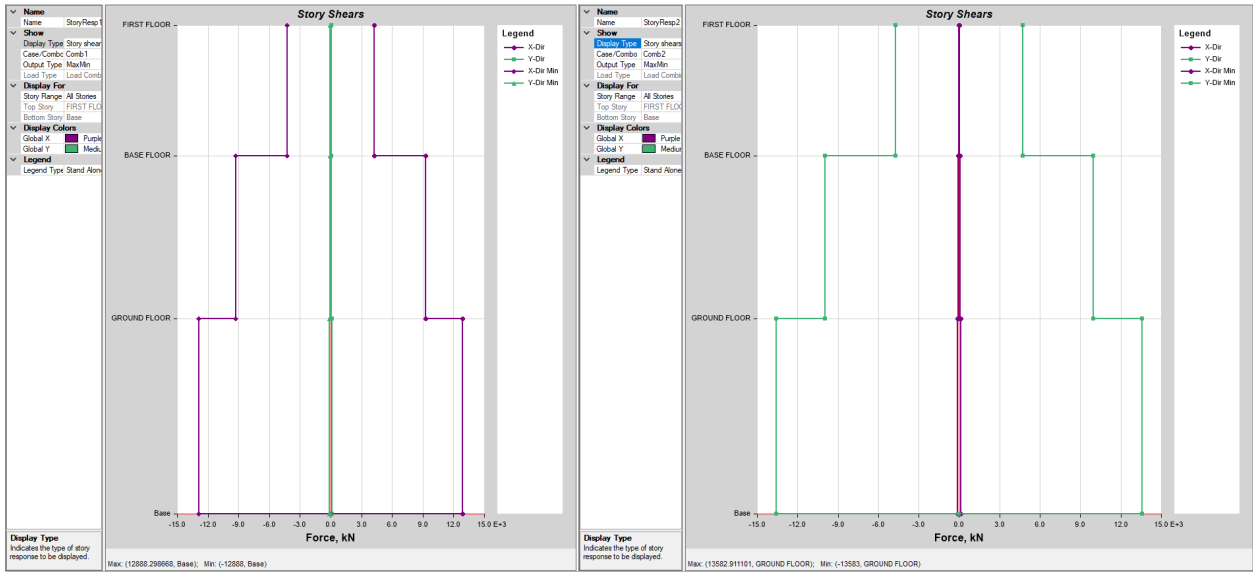 Name
Name StoryResp1
Show
Display Type Story shear
Case/Combo Comb1
Output Type MaxMin
Load Type Load Comb
Display For
Story Range All Stories
Top Story FIRST FLO
Bottom Story Base
Display Colors
Global X Purple
Global Y Mediu
Legend
Legend Type Stand Alon
Display Type
Indicates the type of story
response to be displayed.
Story Shears
FIRST FLOOR
BASE FLOOR
GROUND FLOOR
Base
-15.0 -12.0 -9.0 -6.0 -3.0 0.0 3.0 6.0 9.0 12.0 15.0 E+3
Force, kN
Legend
X-Dir
Y-Dir
X-Dir Min
Y-Dir Min
Max: (12888.298668, Base); Min: (-12888, Base)
Name
Name StoryResp2
Show
Display Type Story shears
Case/Combo Comb2
Output Type MaxMin
Load Type Load Combi
Display For
Story Range All Stories
Top Story FIRST FLOO
Bottom Story Base
Display Colors
Global X Purple
Global Y Mediur
Legend
Legend Type Stand Alone
Display Type
Indicates the type of story
response to be displayed.
Story Shears
FIRST FLOOR
BASE FLOOR
GROUND FLOOR
Base
-15.0 -12.0 -9.0 -6.0 -3.0 0.0 3.0 6.0 9.0 12.0 15.0 E+3
Force, kN
Legend
X-Dir
Y-Dir
X-Dir Min
Y-Dir Min
Max: (13582.911101, GROUND FLOOR); Min: (-13583, GROUND FLOOR)